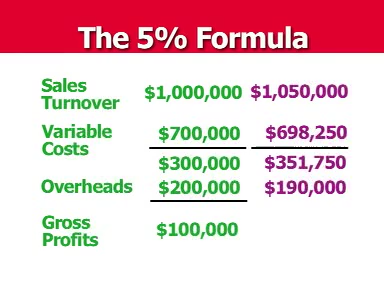 The 5% Formula
Sales
Turnover $1,000,000 $1,050,000
Variable
Costs $700,000 $698,250
$300,000 $351,750
Overheads $200,000 $190,000
Gross
Profits $100,000